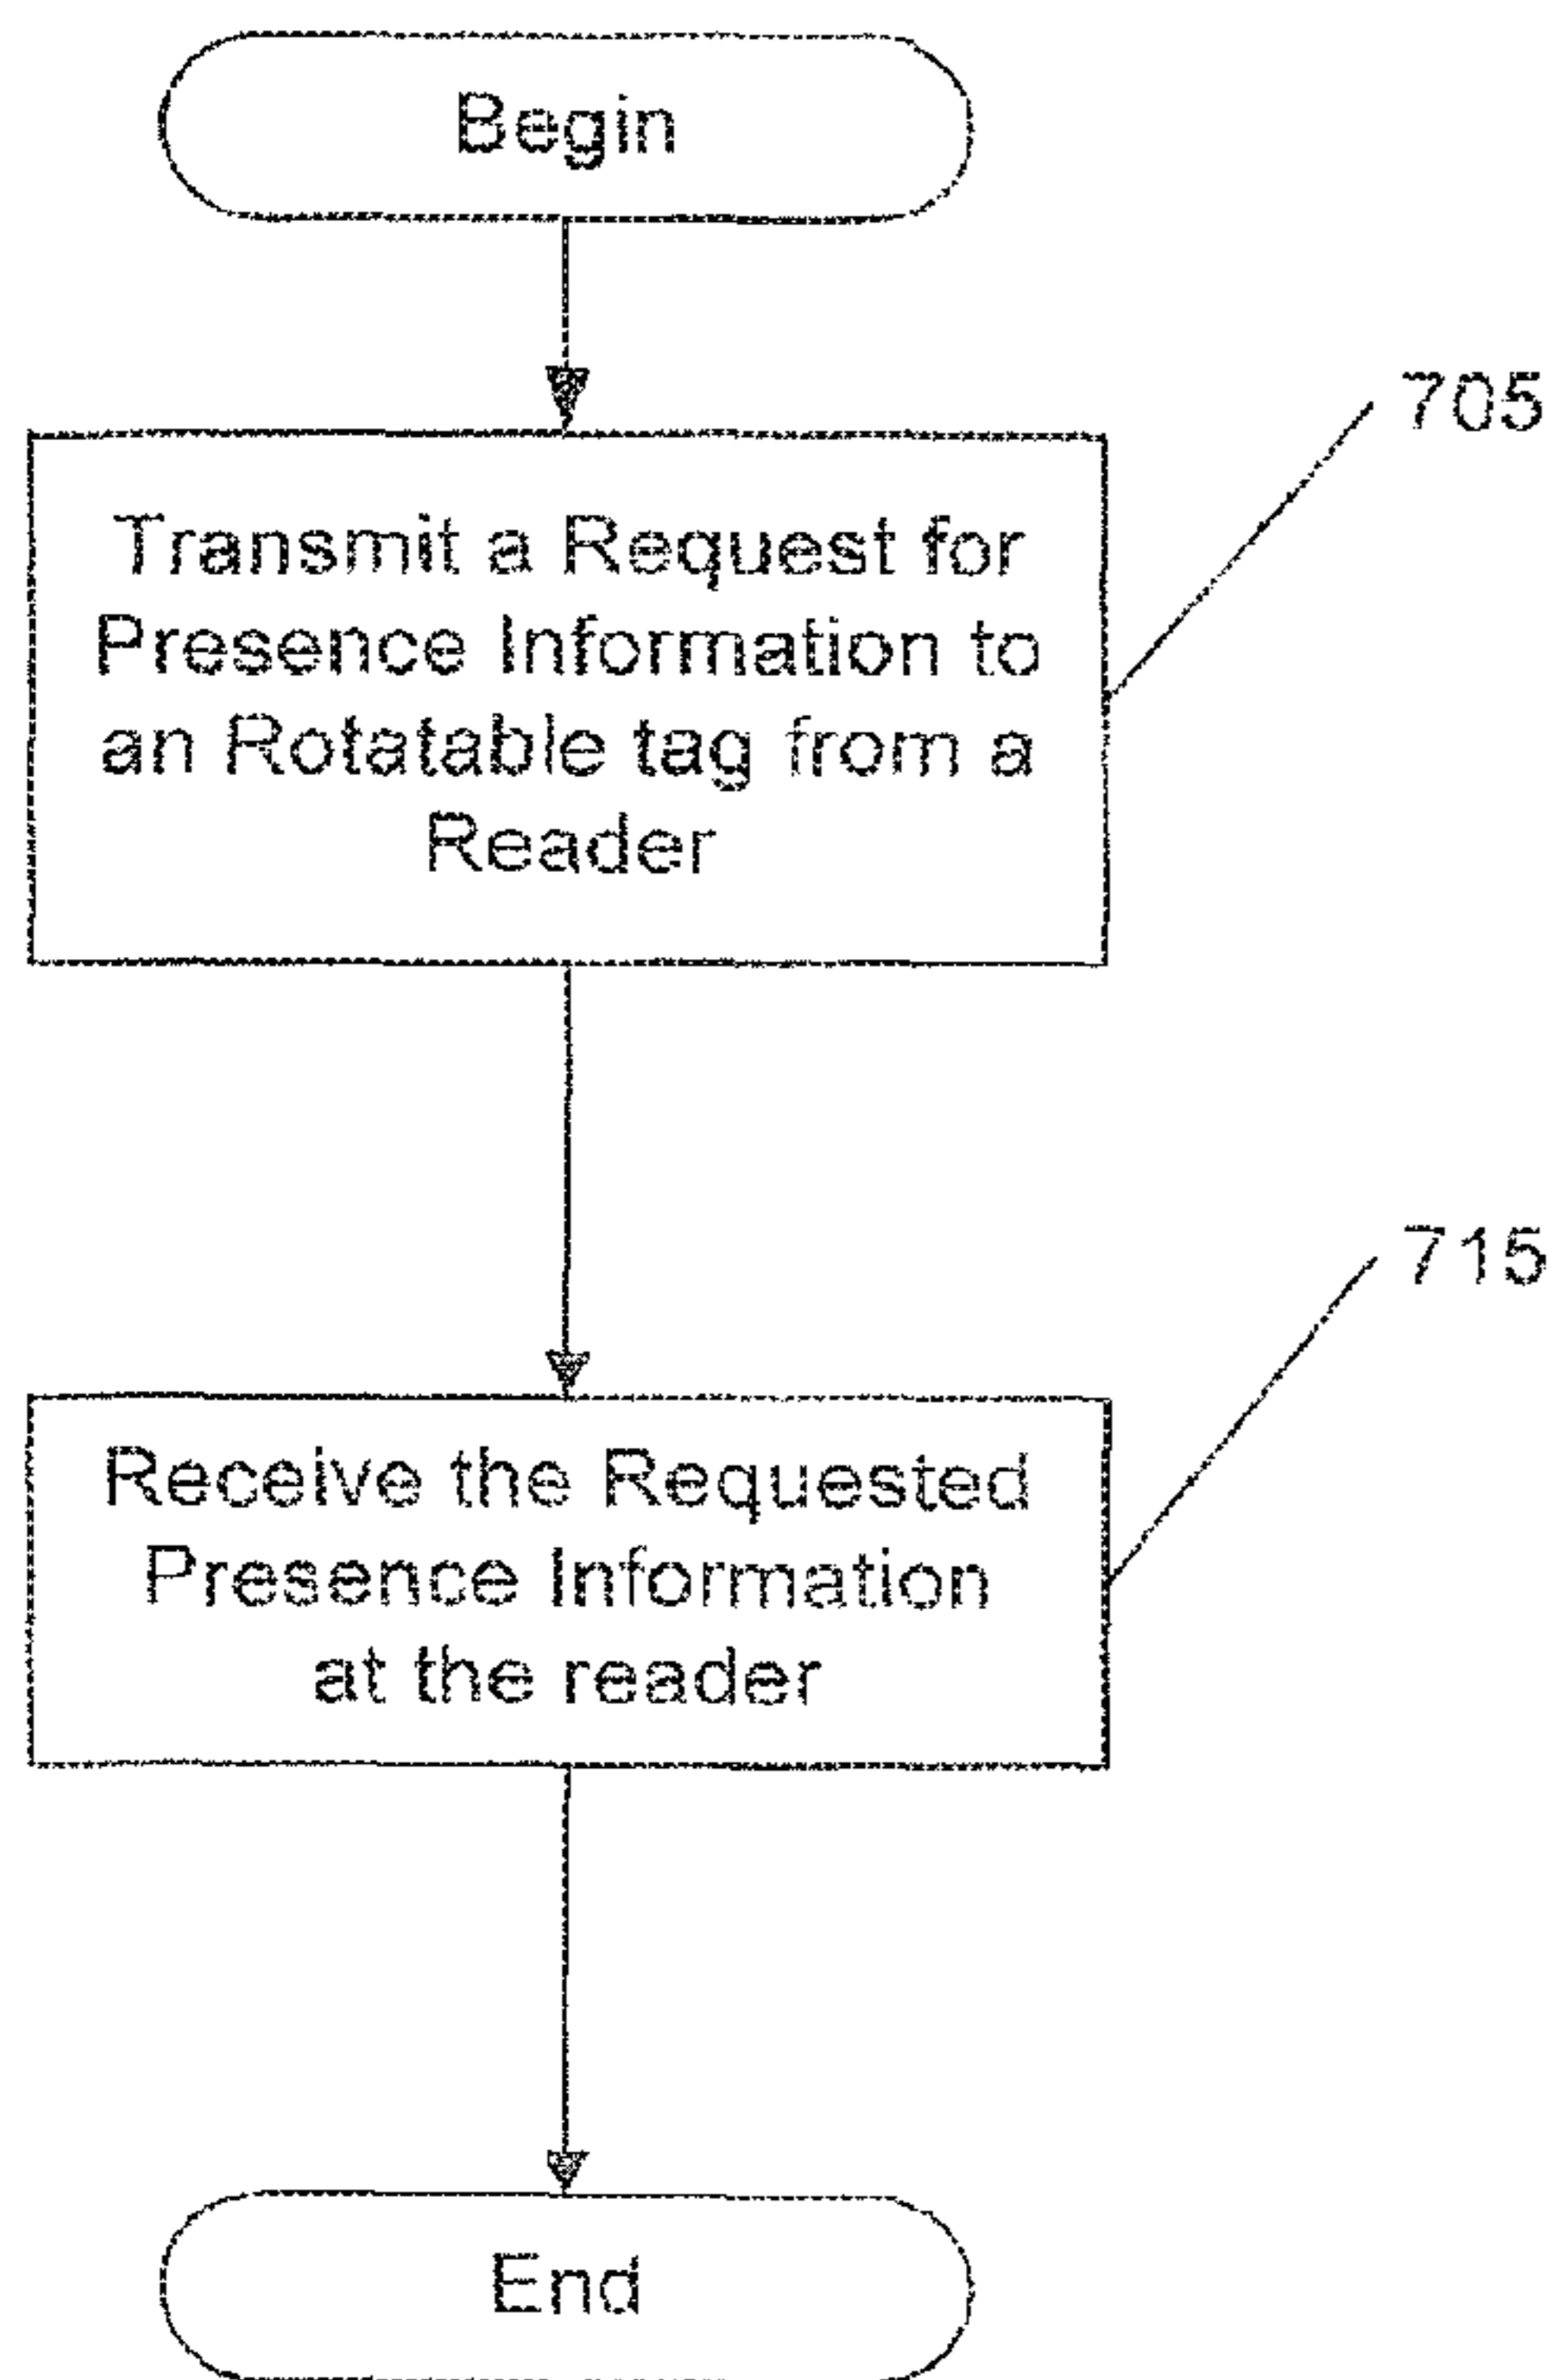 Begin
705
Transmit a Request for
Presence Information to
an Rotatable tag from a
Reader
715
Receive the Requested
Presence Information
at the reader
End